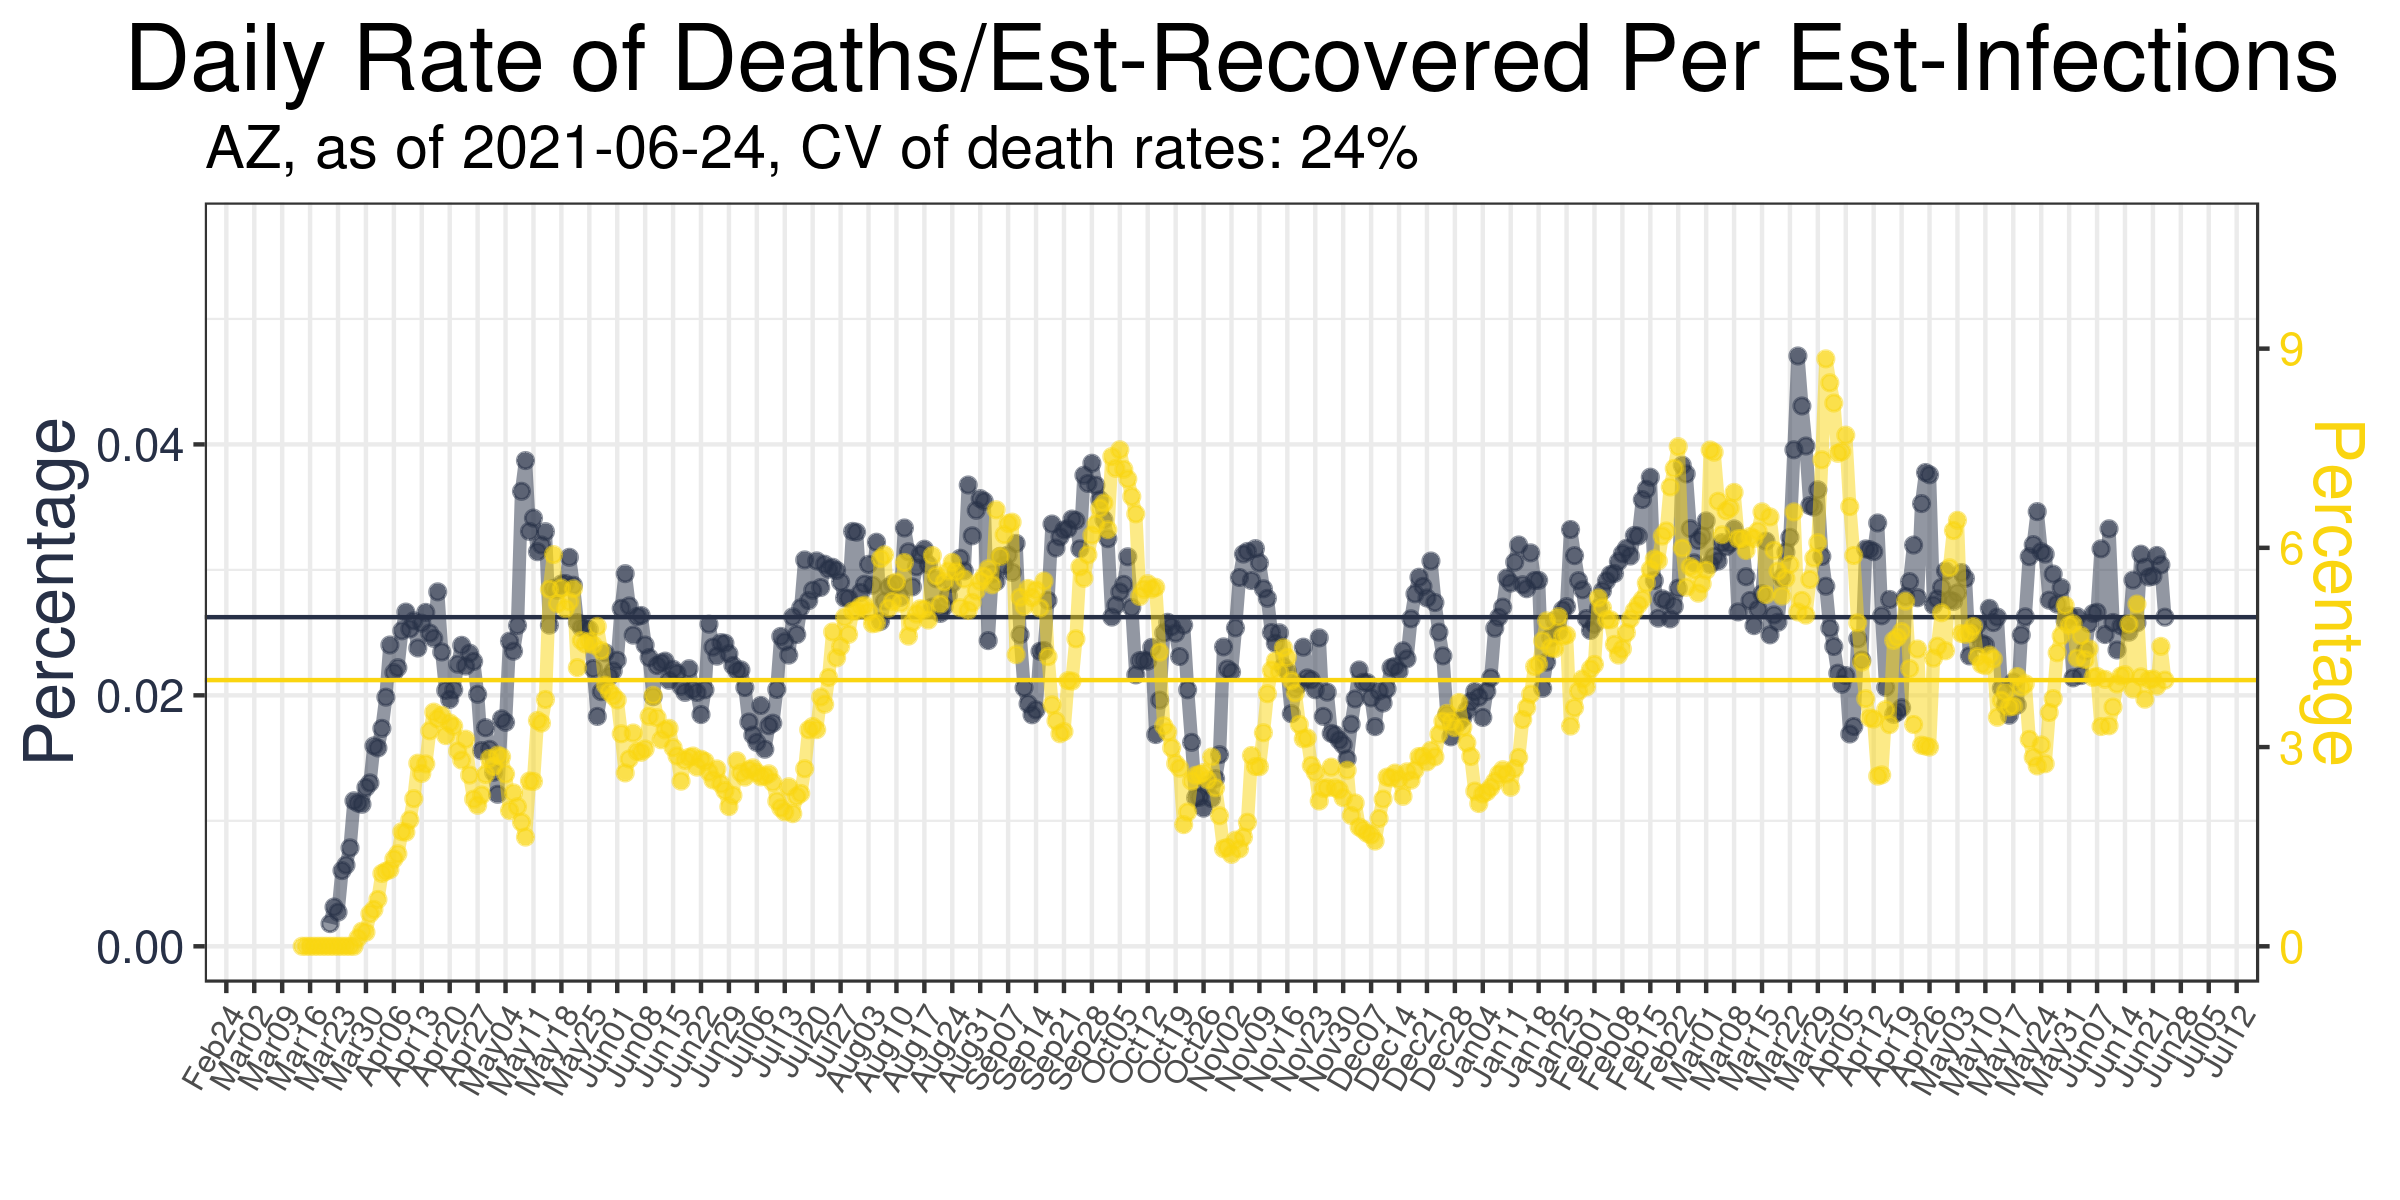 Daily Rate of Deaths/Est-Recovered Per Est-Infections
AZ, as of 2021-06-24, CV of death rates: 24%
Percentage
0.04
0.02
0.00
9
6
3
0
Percentage
Feb24
Mar02
Mar09
Mar16
Mar23
Mar30
Apr06
Apr13
Apr20
Apr27
May04
May11
May18
May25
Jun01
Jun08
Jun15
Jun22
Jun29
Jul06
Jul13
Jul20
Jul27
Aug03
Aug10
Aug17
Aug24
Aug31
Sep07
Sep14
Sep21
Sep28
Oct05
Oct12
Oct19
Oct26
Nov02
Nov09
Nov16
Nov23
Nov30
Dec07
Dec14
Dec21
Dec28
Jan04
Jan11
Jan18
Jan25
Feb01
Feb08
Feb15
Feb22
Mar01
Mar08
Mar15
Mar22
Mar29
Apr05
Apr12
Apr19
Apr26
May03
May10
May17
May24
May31
Jun07
Jun14
Jun21
Jun28
Jul05
Jul12